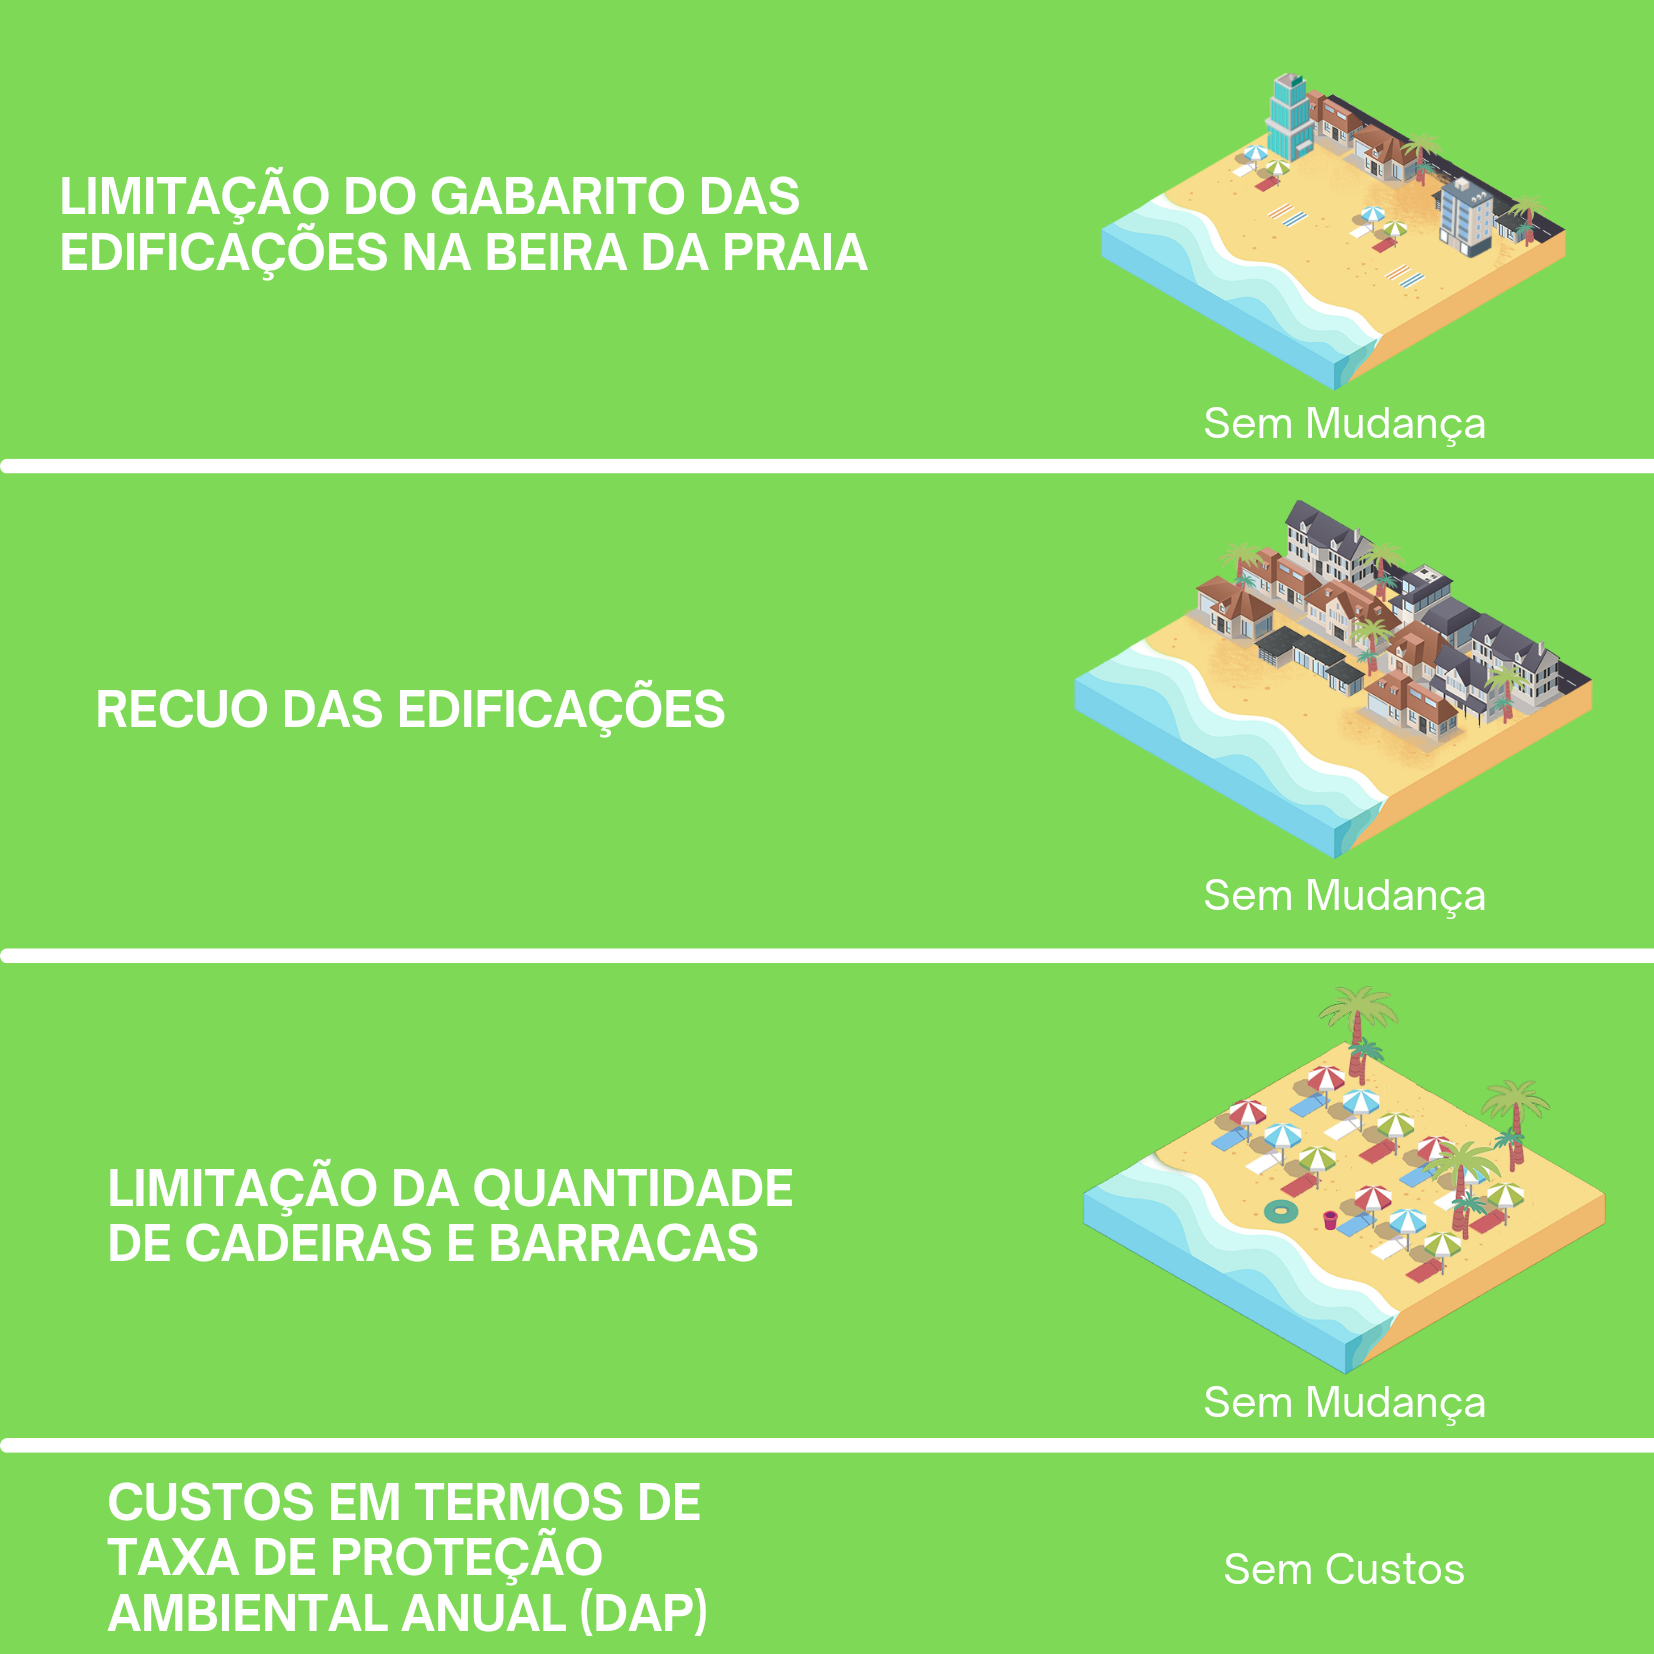 LIMITAÇÃO DO GABARITO DAS
EDIFICAÇÕES NA BEIRA DA PRAIA
Sem Mudança
RECUO DAS EDIFICAÇÕES
Sem Mudança
LIMITAÇÃO DA QUANTIDADE
DE CADEIRAS E BARRACAS
Sem Mudança
CUSTOS EM TERMOS DE
TAXA DE PROTEÇÃO
AMBIENTAL ANUAL (DAP)
Sem Custos